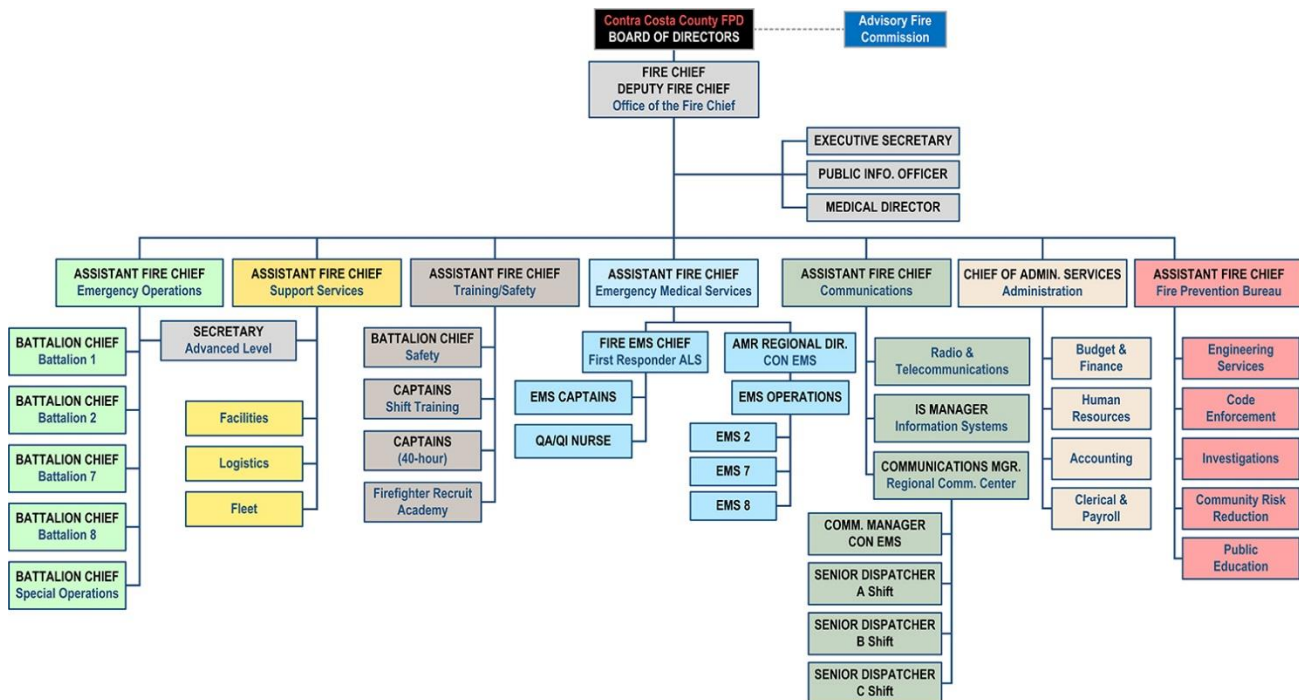 Contra Costa County FPD
BOARD OF DIRECTORS
Advisory Fire
Commission
FIRE CHIEF
DEPUTY FIRE CHIEF
Office of the Fire Chief
EXECUTIVE SECRETARY
PUBLIC INFO. OFFICER
MEDICAL DIRECTOR
ASSISTANT FIRE CHIEF
Emergency Operations
BATTALION CHIEF
Battalion 1
BATTALION CHIEF
Battalion 2
BATTALION CHIEF
Battalion 7
BATTALION CHIEF
Battalion 8
BATTALION CHIEF
Special Operations
SECRETARY
Advanced Level
ASSISTANT FIRE CHIEF
Support Services
Facilities
Logistics
Fleet
ASSISTANT FIRE CHIEF
Training/Safety
BATTALION CHIEF
Safety
CAPTAINS
Shift Training
CAPTAINS
(40-hour)
Firefighter Recruit
Academy
ASSISTANT FIRE CHIEF
Emergency Medical Services
FIRE EMS CHIEF
First Responder ALS
EMS CAPTAINS
QA/QI NURSE
AMR REGIONAL DIR.
CON EMS
EMS OPERATIONS
EMS 2
EMS 7
EMS 8
ASSISTANT FIRE CHIEF
Communications
Radio &
Telecommunications
IS MANAGER
Information Systems
COMMUNICATIONS MGR.
Regional Comm. Center
COMM. MANAGER
CON EMS
SENIOR DISPATCHER
A Shift
SENIOR DISPATCHER
B Shift
SENIOR DISPATCHER
C Shift
CHIEF OF ADMIN. SERVICES
Administration
Budget &
Finance
Human
Resources
Accounting
Clerical &
Payroll
ASSISTANT FIRE CHIEF
Fire Prevention Bureau
Engineering
Services
Code
Enforcement
Investigations
Community Risk
Reduction
Public
Education